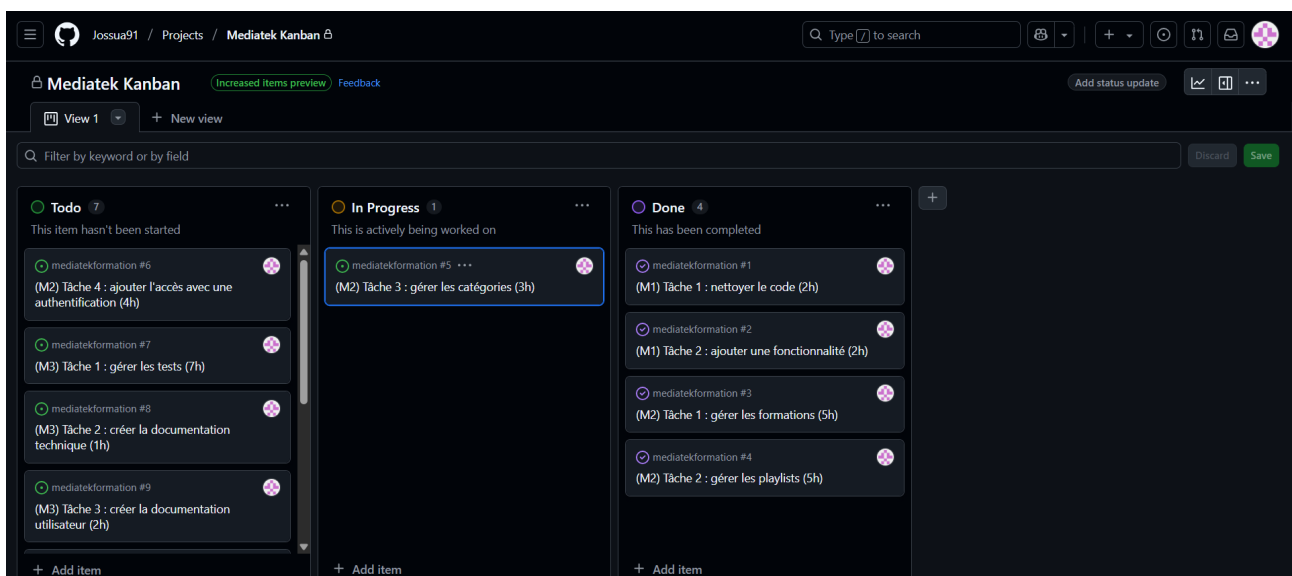 Jossua91 / Projects / Mediatek Kanban
Type / to search
Mediatek Kanban
Increased items preview
Feedback
Add status update
View 1
+ New view
Filter by keyword or by field
Discard
Save
Todo 7
This item hasn't been started
mediatekformation #6
(M2) Tâche 4 : ajouter l'accès avec une
authentification (4h)
mediatekformation #7
(M3) Tâche 1 : gérer les tests (7h)
mediatekformation #8
(M3) Tâche 2 : créer la documentation
technique (1h)
mediatekformation #9
(M3) Tâche 3 : créer la documentation
utilisateur (2h)
+ Add item
In Progress 1
This is actively being worked on
mediatekformation #5 ···
(M2) Tâche 3 : gérer les catégories (3h)
+ Add item
Done 4
This has been completed
mediatekformation #1
(M1) Tâche 1 : nettoyer le code (2h)
mediatekformation #2
(M1) Tâche 2 : ajouter une fonctionnalité (2h)
mediatekformation #3
(M2) Tâche 1 : gérer les formations (5h)
mediatekformation #4
(M2) Tâche 2 : gérer les playlists (5h)
+ Add item